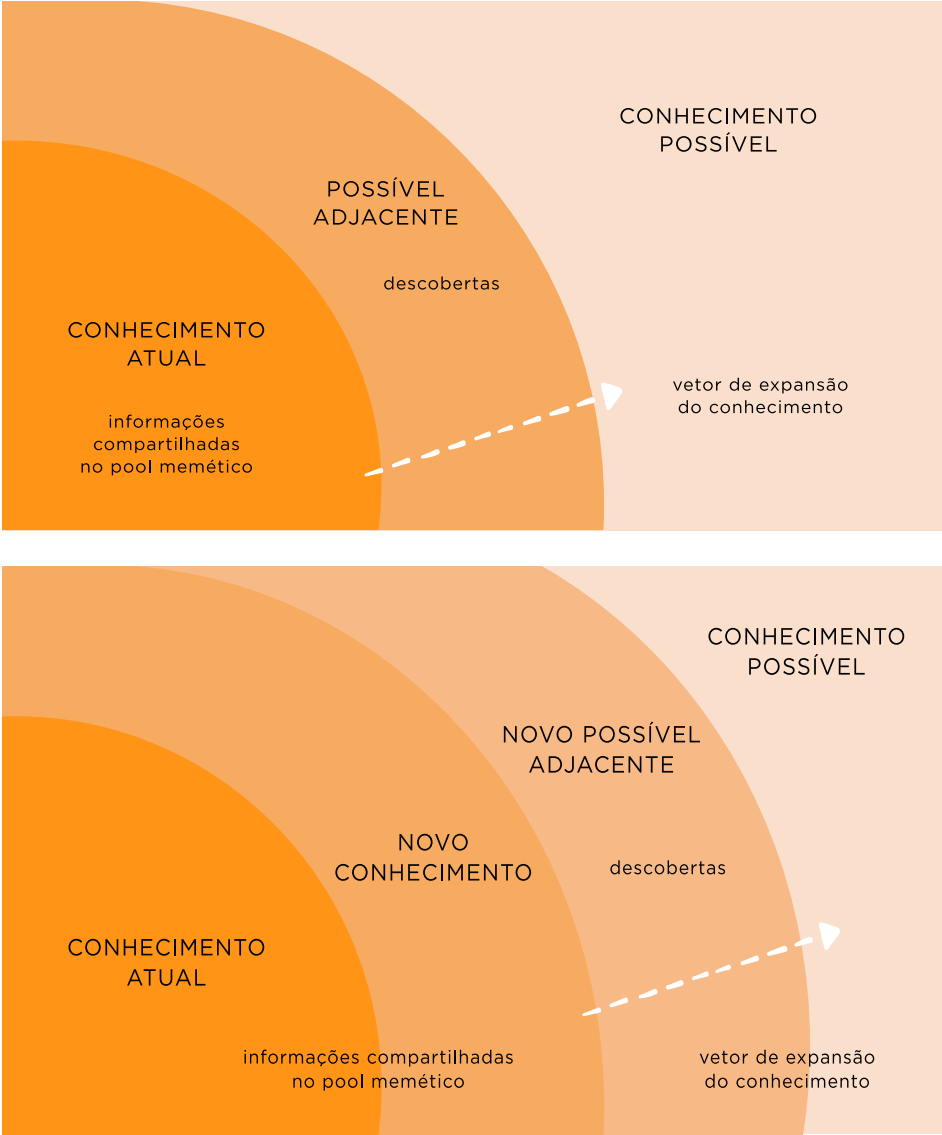 CONHECIMENTO
POSSÍVEL
POSSÍVEL
ADJACENTE
descobertas
CONHECIMENTO
ATUAL
informações
compartilhadas
no pool memético
vetor de expansão
do conhecimento
CONHECIMENTO
POSSÍVEL
NOVO POSSÍVEL
ADJACENTE
descobertas
NOVO
CONHECIMENTO
CONHECIMENTO
ATUAL
informações compartilhadas
no pool memético
vetor de expansão
do conhecimento